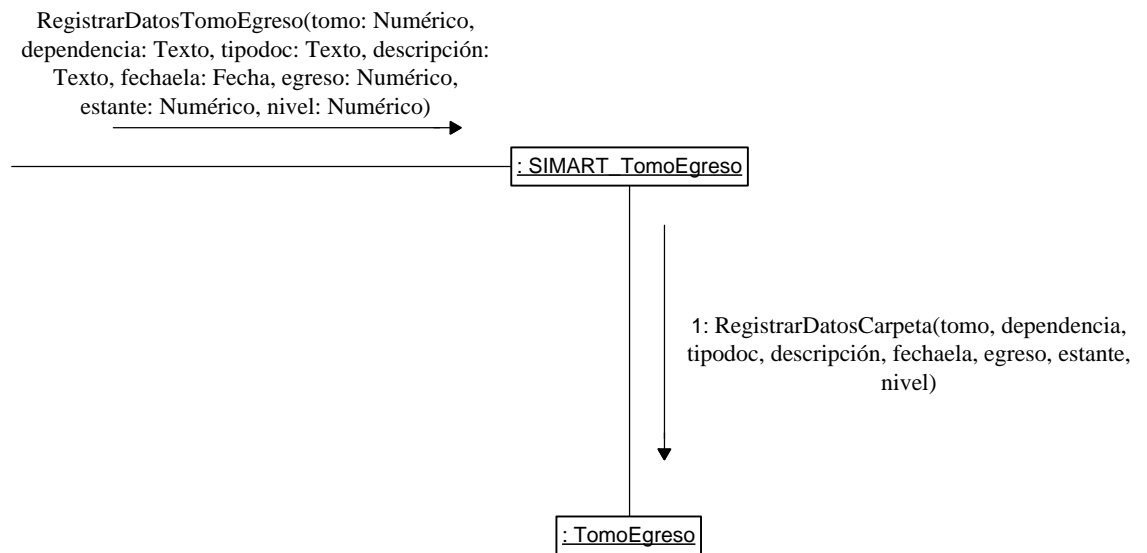 RegistrarDatosTomoEgreso(tomo: Numérico,
dependencia: Texto, tipodoc: Texto, descripción:
Texto, fechaela: Fecha, egreso: Numérico,
estante: Numérico, nivel: Numérico)
: SIMART_TomoEgreso
1: RegistrarDatosCarpeta(tomo, dependencia,
tipodoc, descripción, fechaela, egreso, estante,
nivel)
: TomoEgreso